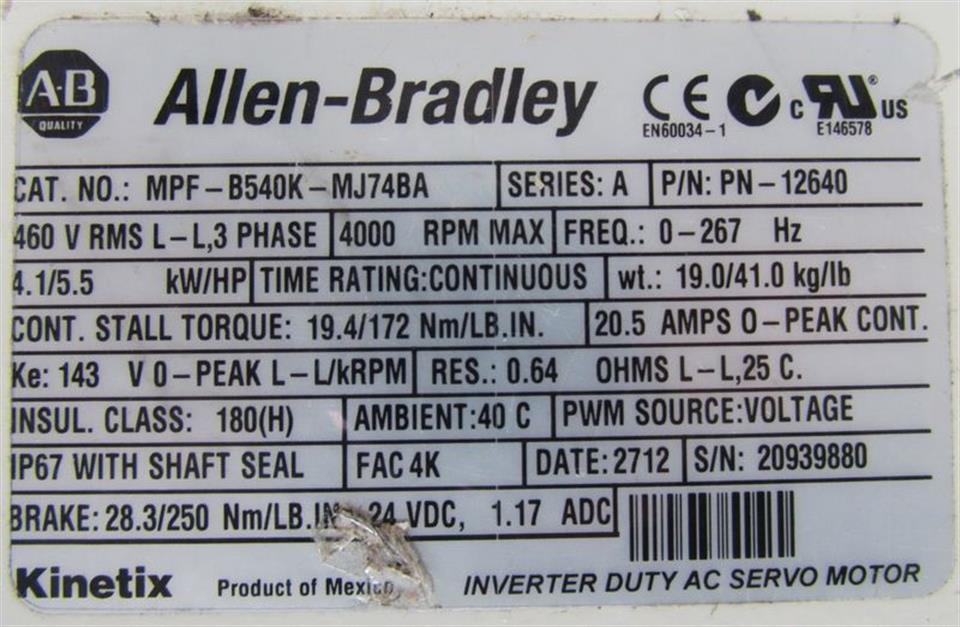 A-B
QUALITY
Allen-Bradley
CE
EN60034-1
c RU® US
E146578
CAT. NO.: MPF-B540K-MJ74BA SERIES: A P/N: PN-12640
460 V RMS L-L,3 PHASE 4000 RPM MAX FREQ.: 0-267 Hz
4.1/5.5 kW/HP TIME RATING:CONTINUOUS wt.: 19.0/41.0 kg/lb
CONT. STALL TORQUE: 19.4/172 Nm/LB.IN. 20.5 AMPS 0-PEAK CONT.
Ke: 143 V 0-PEAK L-L/kRPM RES.: 0.64 OHMS L-L,25 C.
INSUL. CLASS: 180(H) AMBIENT:40 C PWM SOURCE:VOLTAGE
IP67 WITH SHAFT SEAL FAC 4K DATE: 2712 S/N: 20939880
BRAKE: 28.3/250 Nm/LB.IN. 24 VDC, 1.17 ADC
Kinetix Product of Mexico INVERTER DUTY AC SERVO MOTOR